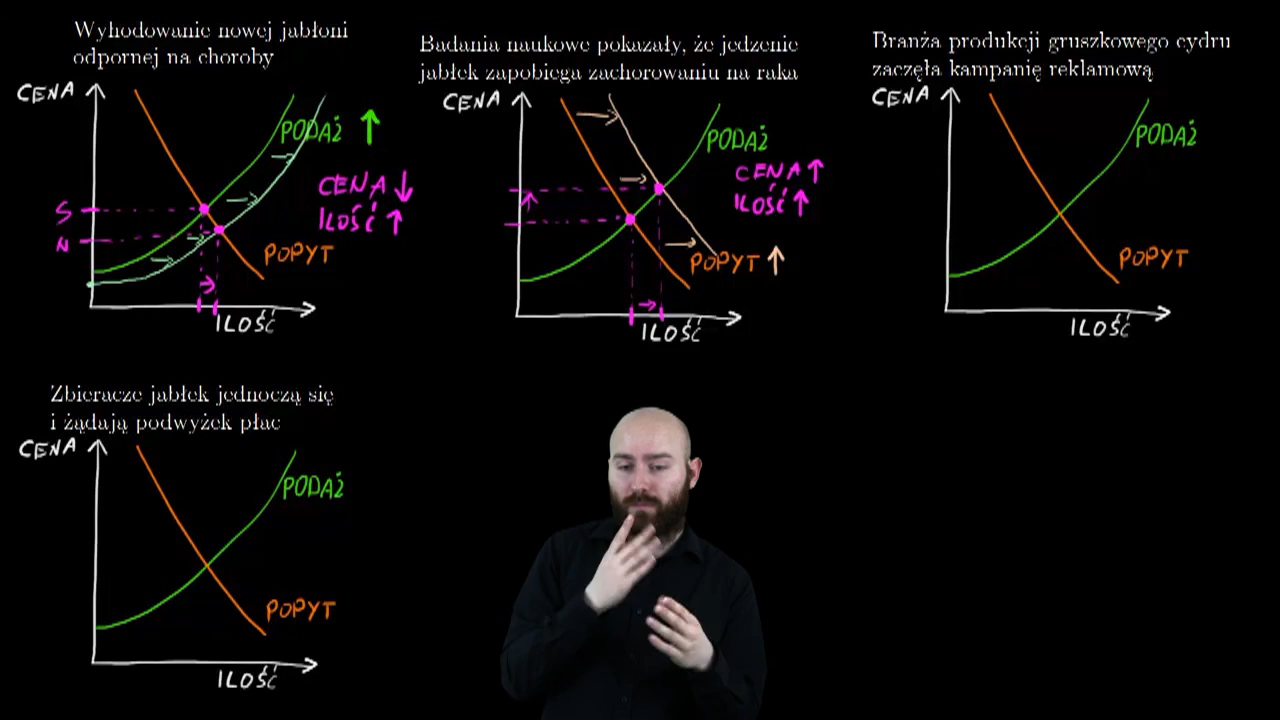 Wyhodowanie nowej jabłoni
odpornej na choroby
CENA
PODAŻ ↑
CENA ↓
ILOŚĆ ↑
S
N
POPYT
ILOŚĆ
Badania naukowe pokazały, że jedzenie
jabłek zapobiega zachorowaniu na raka
CENA
PODAŻ
CENA ↑
ILOŚĆ ↑
POPYT ↑
ILOŚĆ
Branża produkcji gruszkowego cydru
zaczęła kampanię reklamową
CENA
PODAŻ
POPYT
ILOŚĆ
Zbieracze jabłek jednoczą się
i żądają podwyżek płac
CENA
PODAŻ
POPYT
ILOŚĆ